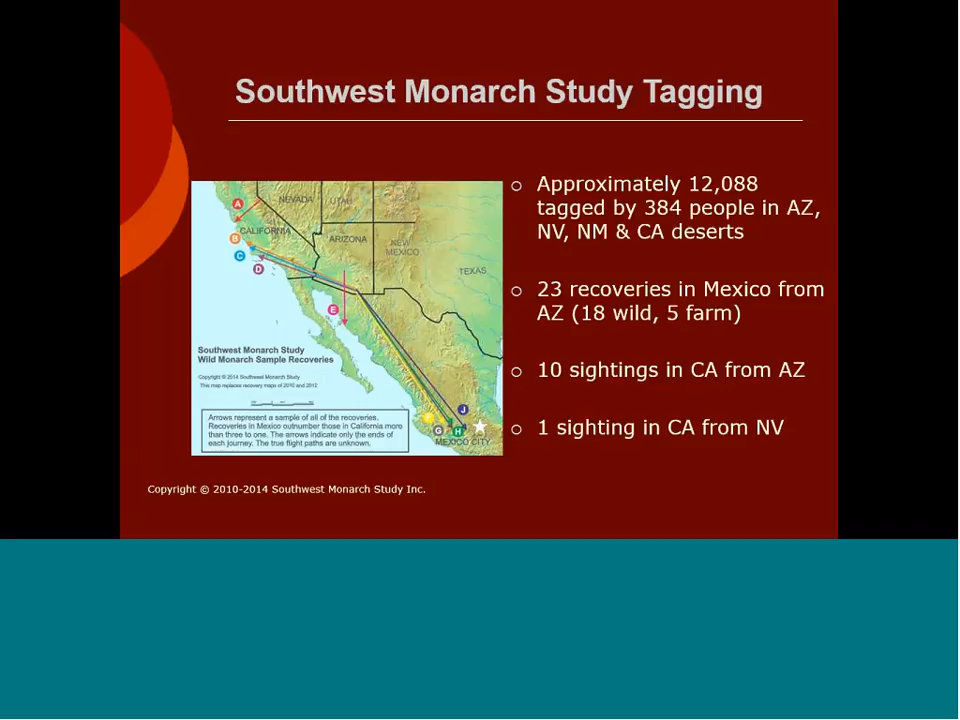 Southwest Monarch Study Tagging
Approximately 12,088
tagged by 384 people in AZ,
NV, NM & CA deserts
23 recoveries in Mexico from
AZ (18 wild, 5 farm)
10 sightings in CA from AZ
1 sighting in CA from NV
A
NEVADA
UTAH
B
CALIFORNIA
C
ARIZONA
NEW
MEXICO
D
TEXAS
E
Southwest Monarch Study
Wild Monarch Sample Recoveries
Copyright © 2014 Southwest Monarch Study
This map replaces recovery maps of 2010 and 2012
Arrows represent a sample of all of the recoveries.
Recoveries in Mexico outnumber those in California more
than three to one. The arrows indicate only the ends of
each journey. The true flight paths are unknown.
J
G
H
MEXICO CITY
Copyright © 2010-2014 Southwest Monarch Study Inc.